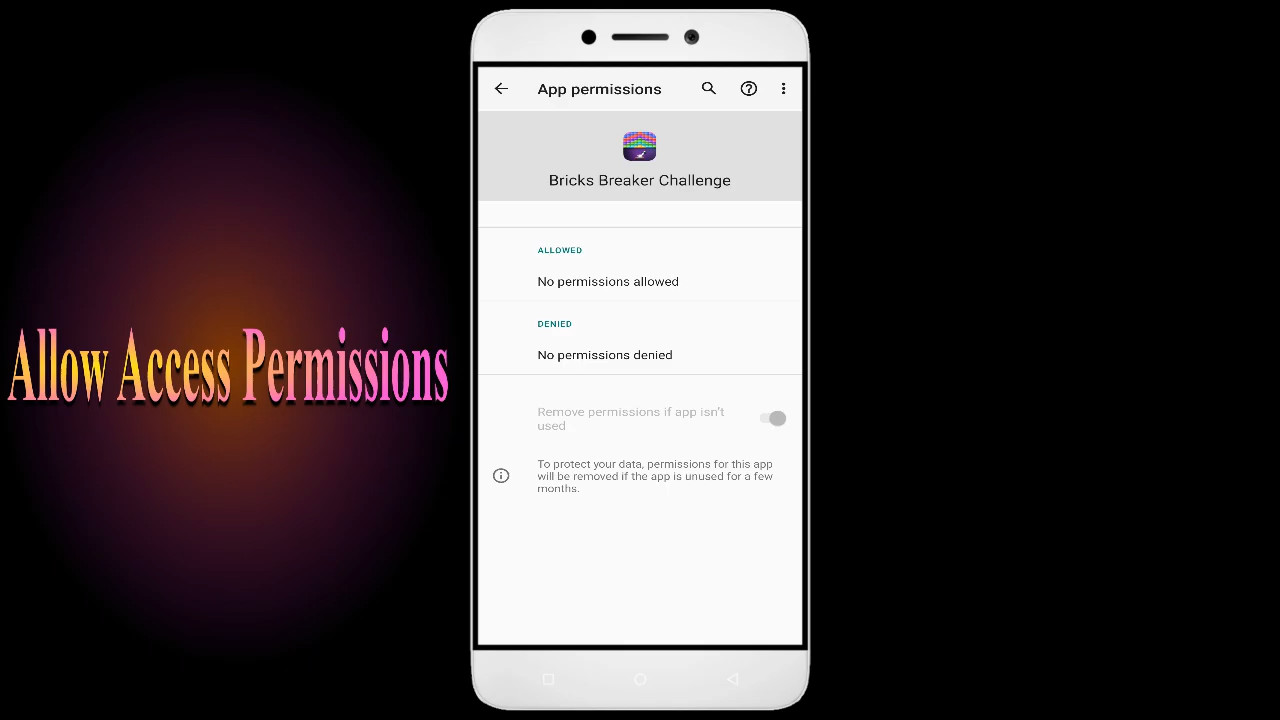 App permissions
Bricks Breaker Challenge
ALLOWED
No permissions allowed
DENIED
No permissions denied
Remove permissions if app isn't
used
To protect your data, permissions for this app
will be removed if the app is unused for a few
months.
Allow Access Permissions